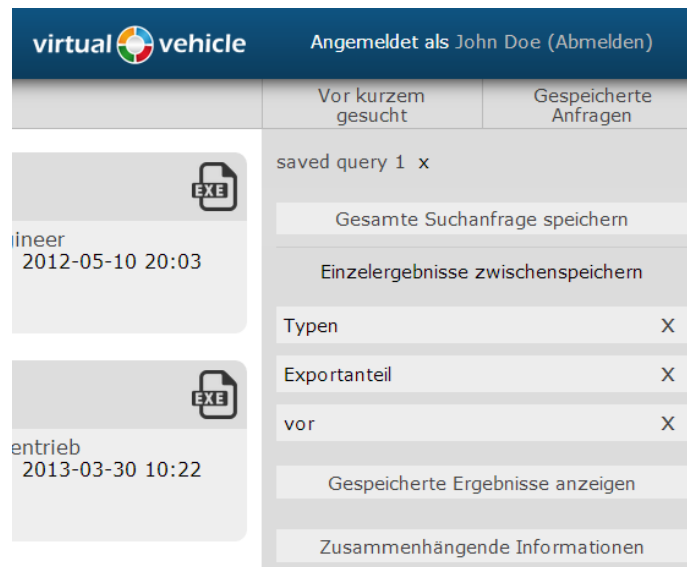 virtual vehicle
Angemeldet als John Doe (Abmelden)
Vor kurzem
gesucht
Gespeicherte
Anfragen
EXE
ineer
2012-05-10 20:03
EXE
entrieb
2013-03-30 10:22
saved query 1 x
Gesamte Suchanfrage speichern
Einzelergebnisse zwischenspeichern
Typen X
Exportanteil X
vor X
Gespeicherte Ergebnisse anzeigen
Zusammenhängende Informationen